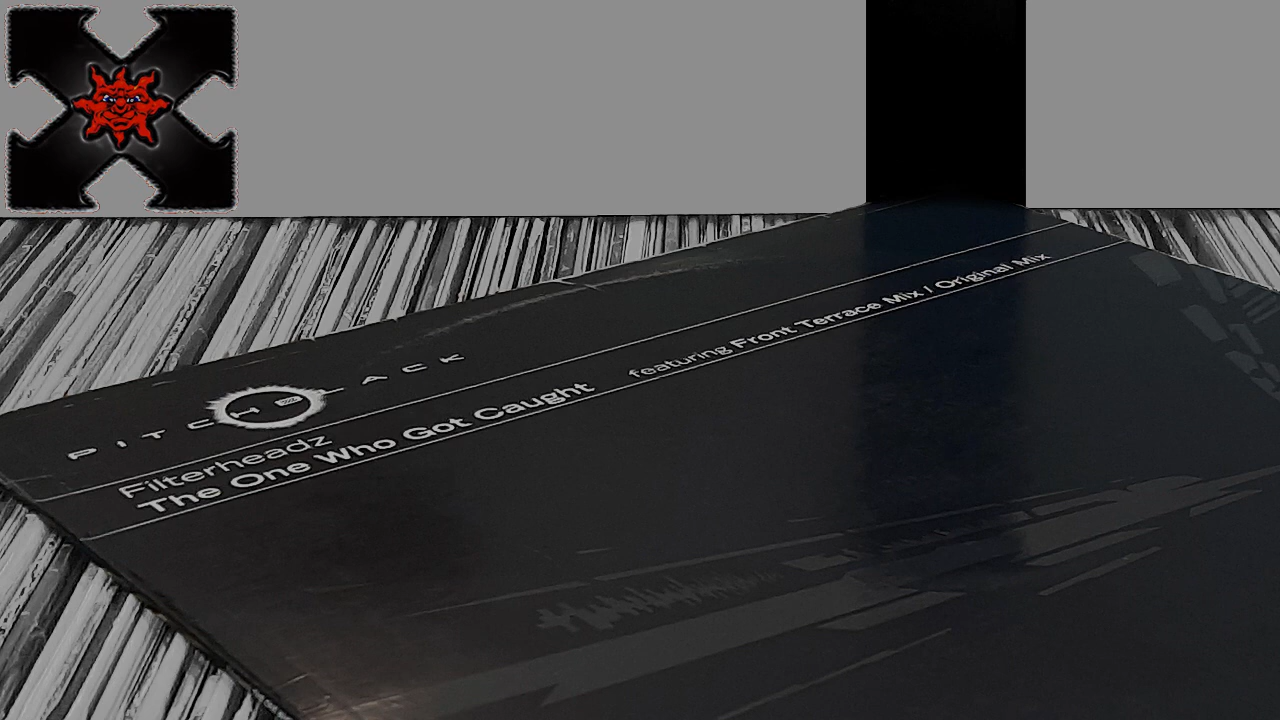 PITCH BLACK
Filterheadz
The One Who Got Caught featuring Front Terrace Mix / Original Mix